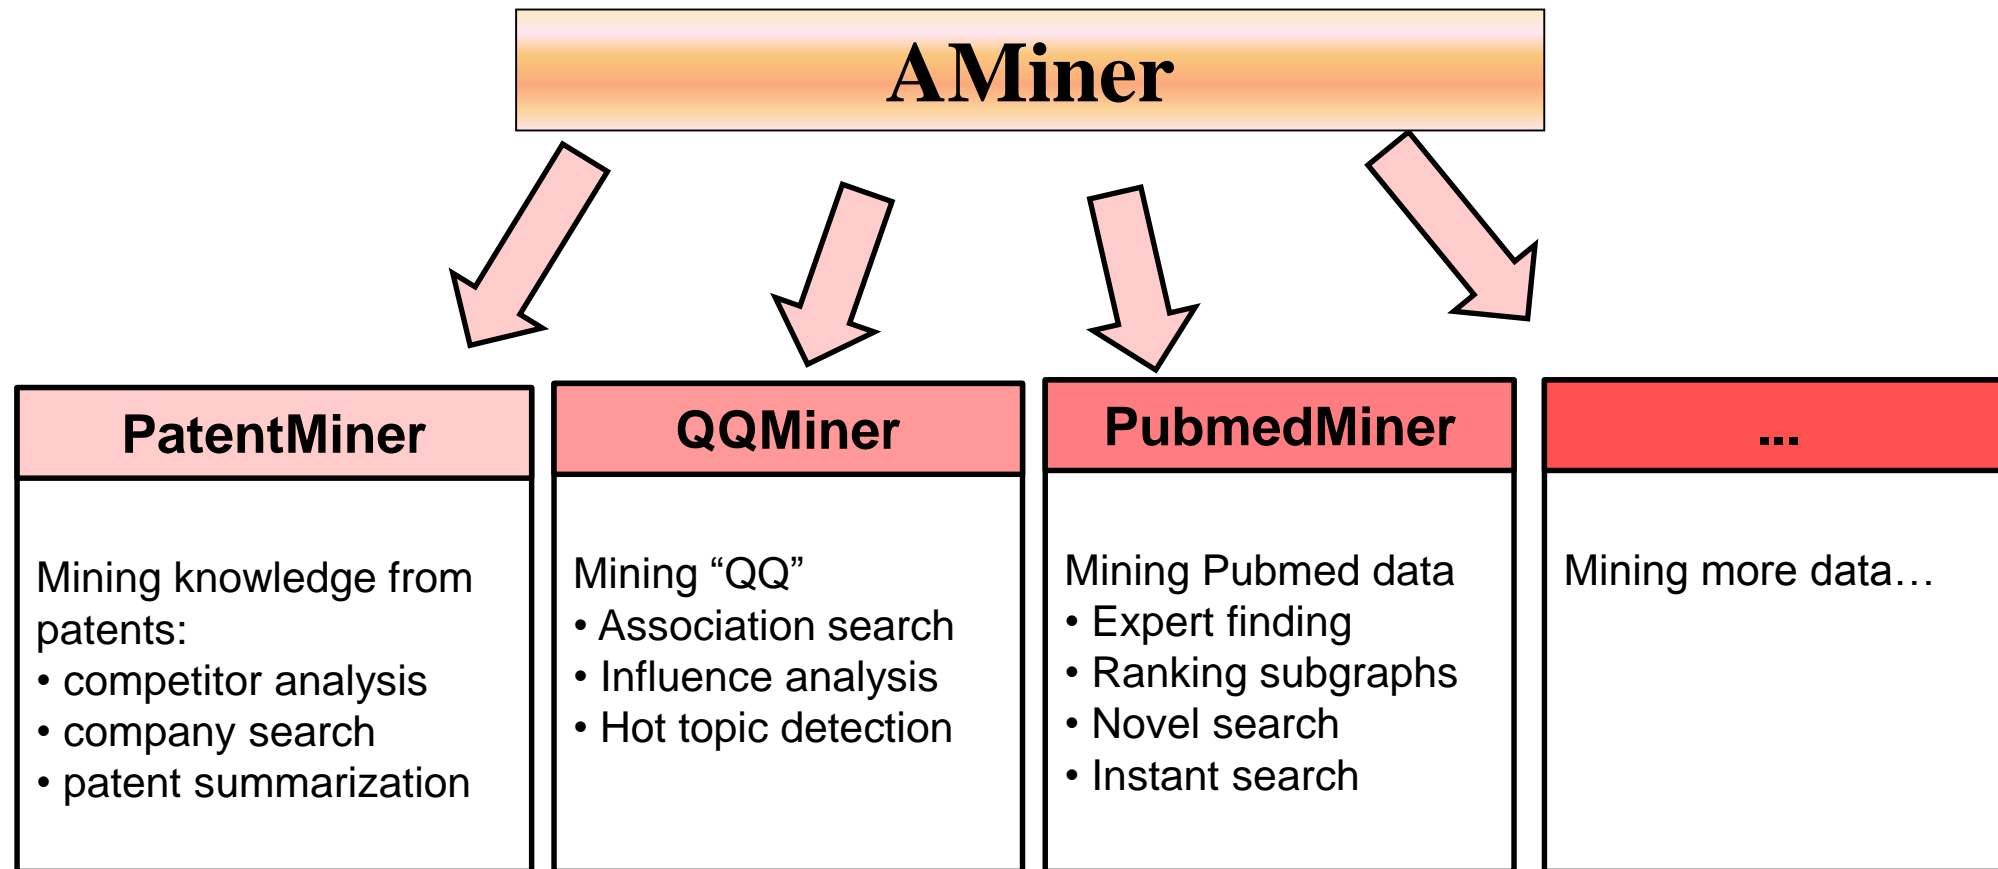 AMiner
PatentMiner
Mining knowledge from
patents:
• competitor analysis
• company search
• patent summarization
QQMiner
Mining “QQ”
• Association search
• Influence analysis
• Hot topic detection
PubmedMiner
Mining Pubmed data
• Expert finding
• Ranking subgraphs
• Novel search
• Instant search
...
Mining more data…